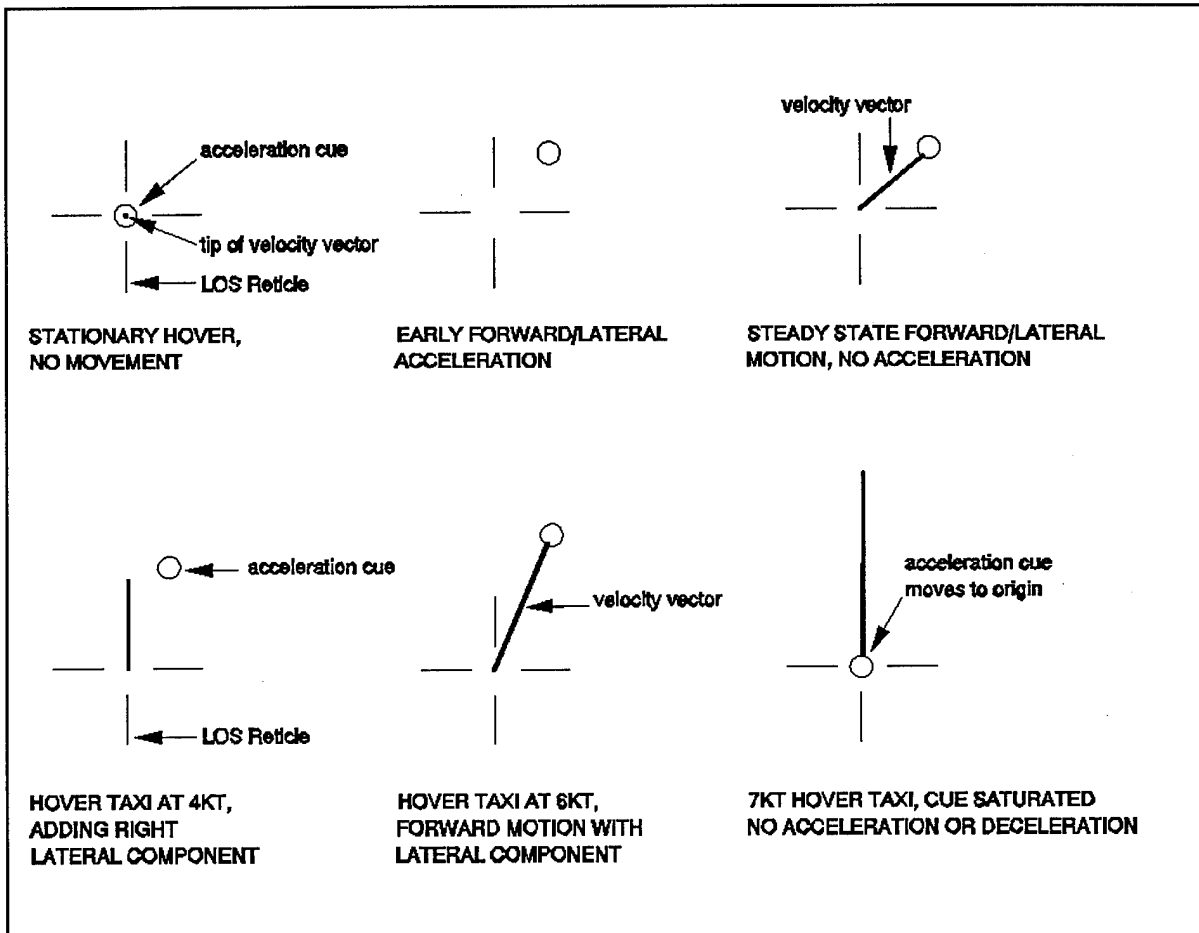 acceleration cue
tip of velocity vector
LOS Reticle
STATIONARY HOVER,
NO MOVEMENT
EARLY FORWARD/LATERAL
ACCELERATION
velocity vector
STEADY STATE FORWARD/LATERAL
MOTION, NO ACCELERATION
acceleration cue
LOS Reticle
HOVER TAXI AT 4KT,
ADDING RIGHT
LATERAL COMPONENT
velocity vector
HOVER TAXI AT 6KT,
FORWARD MOTION WITH
LATERAL COMPONENT
acceleration cue
moves to origin
7KT HOVER TAXI, CUE SATURATED
NO ACCELERATION OR DECELERATION